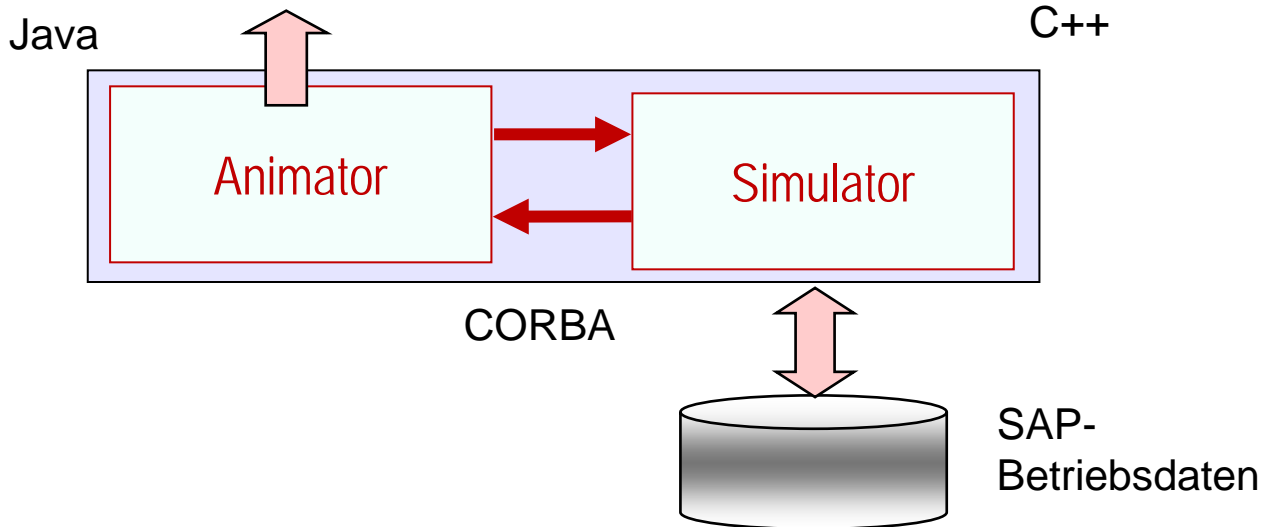 Java
C++
Animator
Simulator
CORBA
SAP-
Betriebsdaten